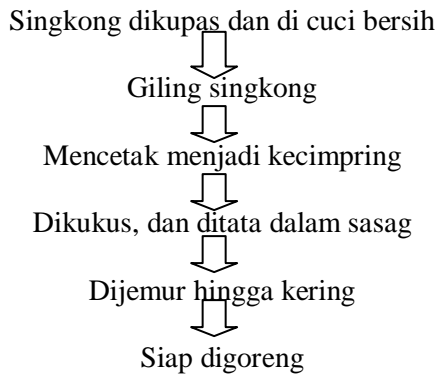 Singkong dikupas dan di cuci bersih
Giling singkong
Mencetak menjadi kecimpring
Dikukus, dan ditata dalam sasag
Dijemur hingga kering
Siap digoreng